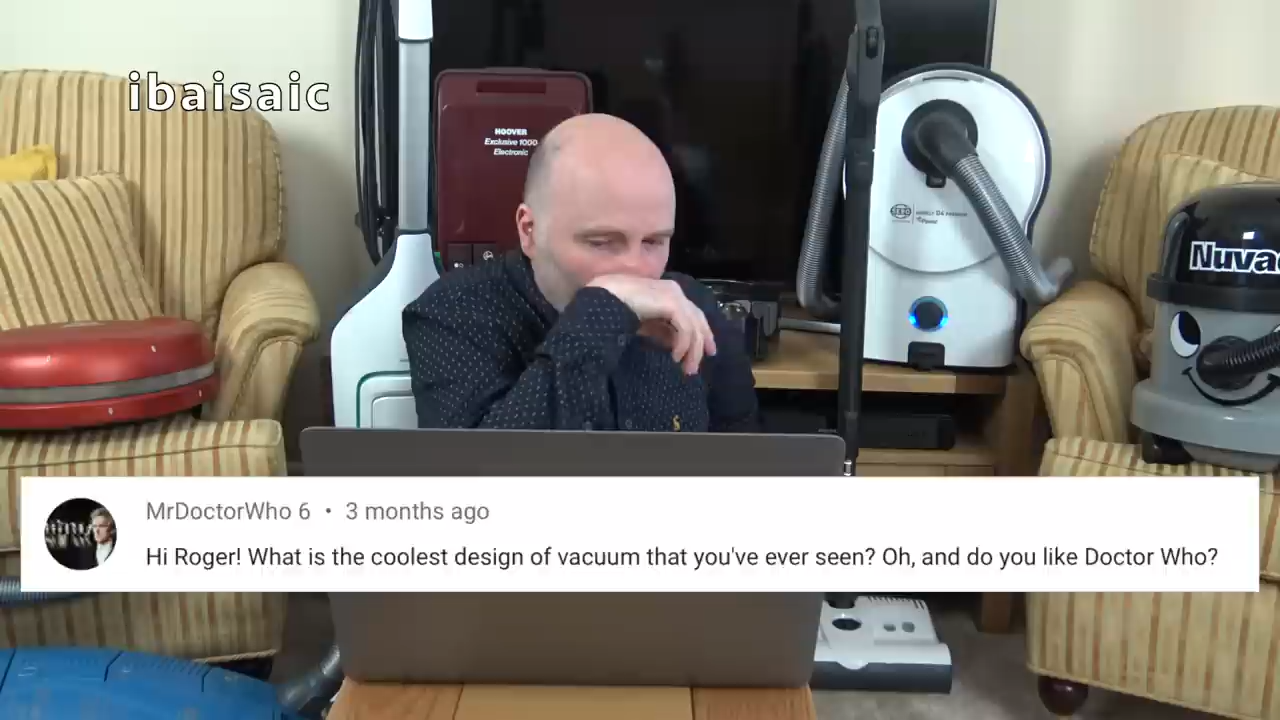 ibaisaic
HOOVER
Exclusive 1000
Electronic
SEBO
Nuvac
MrDoctorWho 6 • 3 months ago
Hi Roger! What is the coolest design of vacuum that you've ever seen? Oh, and do you like Doctor Who?